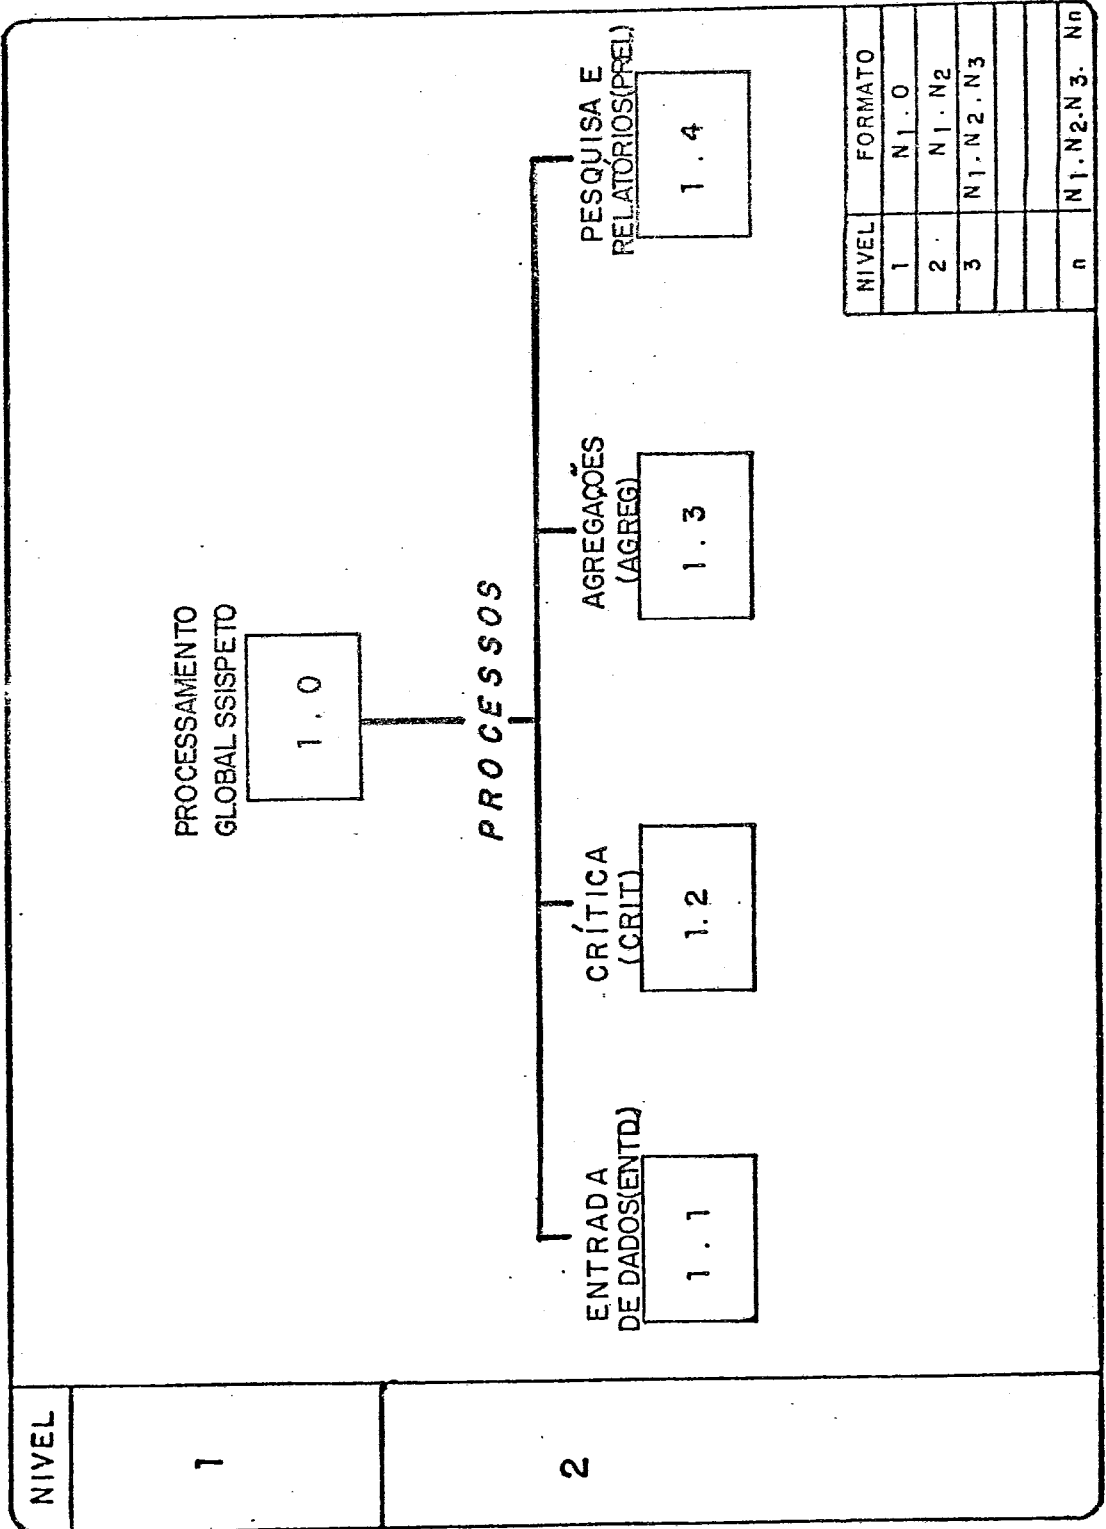 NIVEL
1
PROCESSAMENTO
GLOBAL SSISPETO
1.0
PROCESSOS
2
ENTRADA
DE DADOS(ENTD)
1.1
CRÍTICA
(CRIT)
1.2
AGREGAÇÕES
(AGREG)
1.3
PESQUISA E
RELATÓRIOS(PREL)
1.4
NIVEL FORMATO
1 N1.0
2 N1.N2
3 N1.N2.N3
n N1.N2.N3. Nn